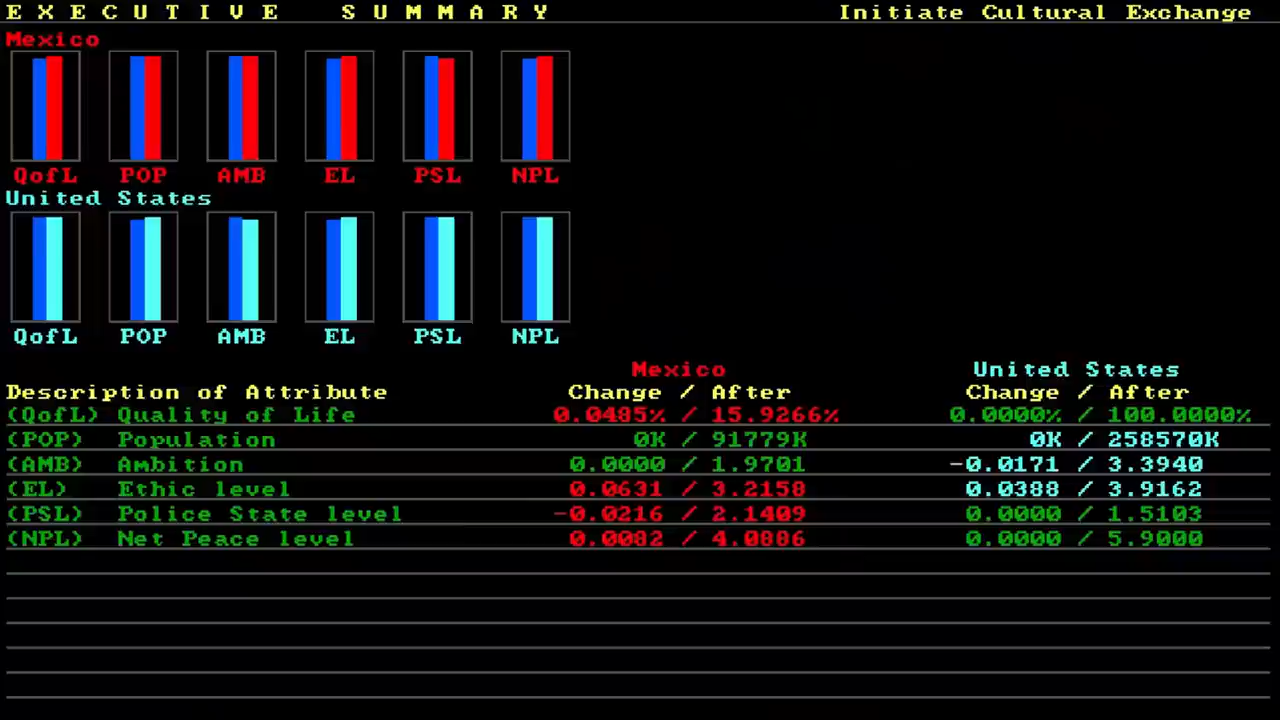 EXECUTIVE SUMMARY Initiate Cultural Exchange
Mexico
QofL POP AMB EL PSL NPL
United States
QofL POP AMB EL PSL NPL
Mexico United States
Description of Attribute Change / After Change / After
(QofL) Quality of Life 0.0485% / 15.9266% 0.0000% / 100.0000%
(POP) Population 0K / 91779K 0K / 258570K
(AMB) Ambition 0.0000 / 1.9701 -0.0171 / 3.3940
(EL) Ethic level 0.0631 / 3.2158 0.0388 / 3.9162
(PSL) Police State level -0.0216 / 2.1409 0.0000 / 1.5103
(NPL) Net Peace level 0.0082 / 4.0886 0.0000 / 5.9000